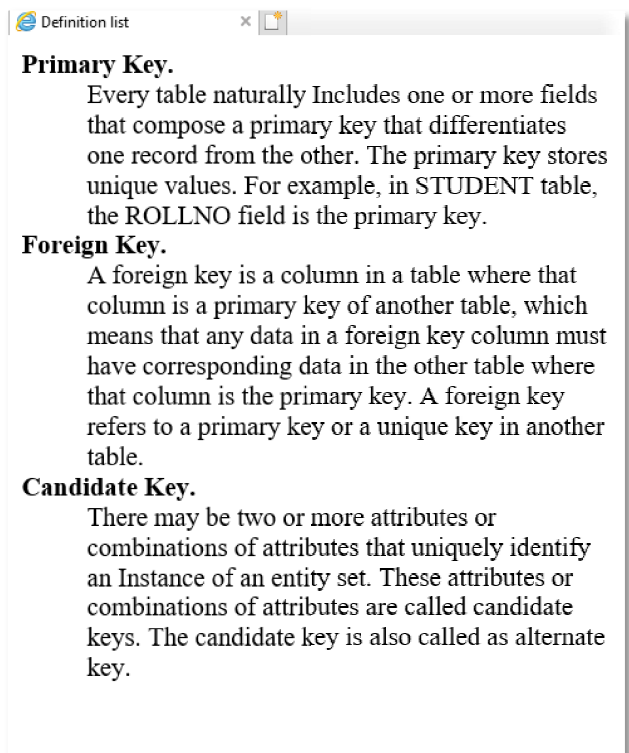 Definition list
Primary Key.
Every table naturally Includes one or more fields
that compose a primary key that differentiates
one record from the other. The primary key stores
unique values. For example, in STUDENT table,
the ROLLNO field is the primary key.
Foreign Key.
A foreign key is a column in a table where that
column is a primary key of another table, which
means that any data in a foreign key column must
have corresponding data in the other table where
that column is the primary key. A foreign key
refers to a primary key or a unique key in another
table.
Candidate Key.
There may be two or more attributes or
combinations of attributes that uniquely identify
an Instance of an entity set. These attributes or
combinations of attributes are called candidate
keys. The candidate key is also called as alternate
key.